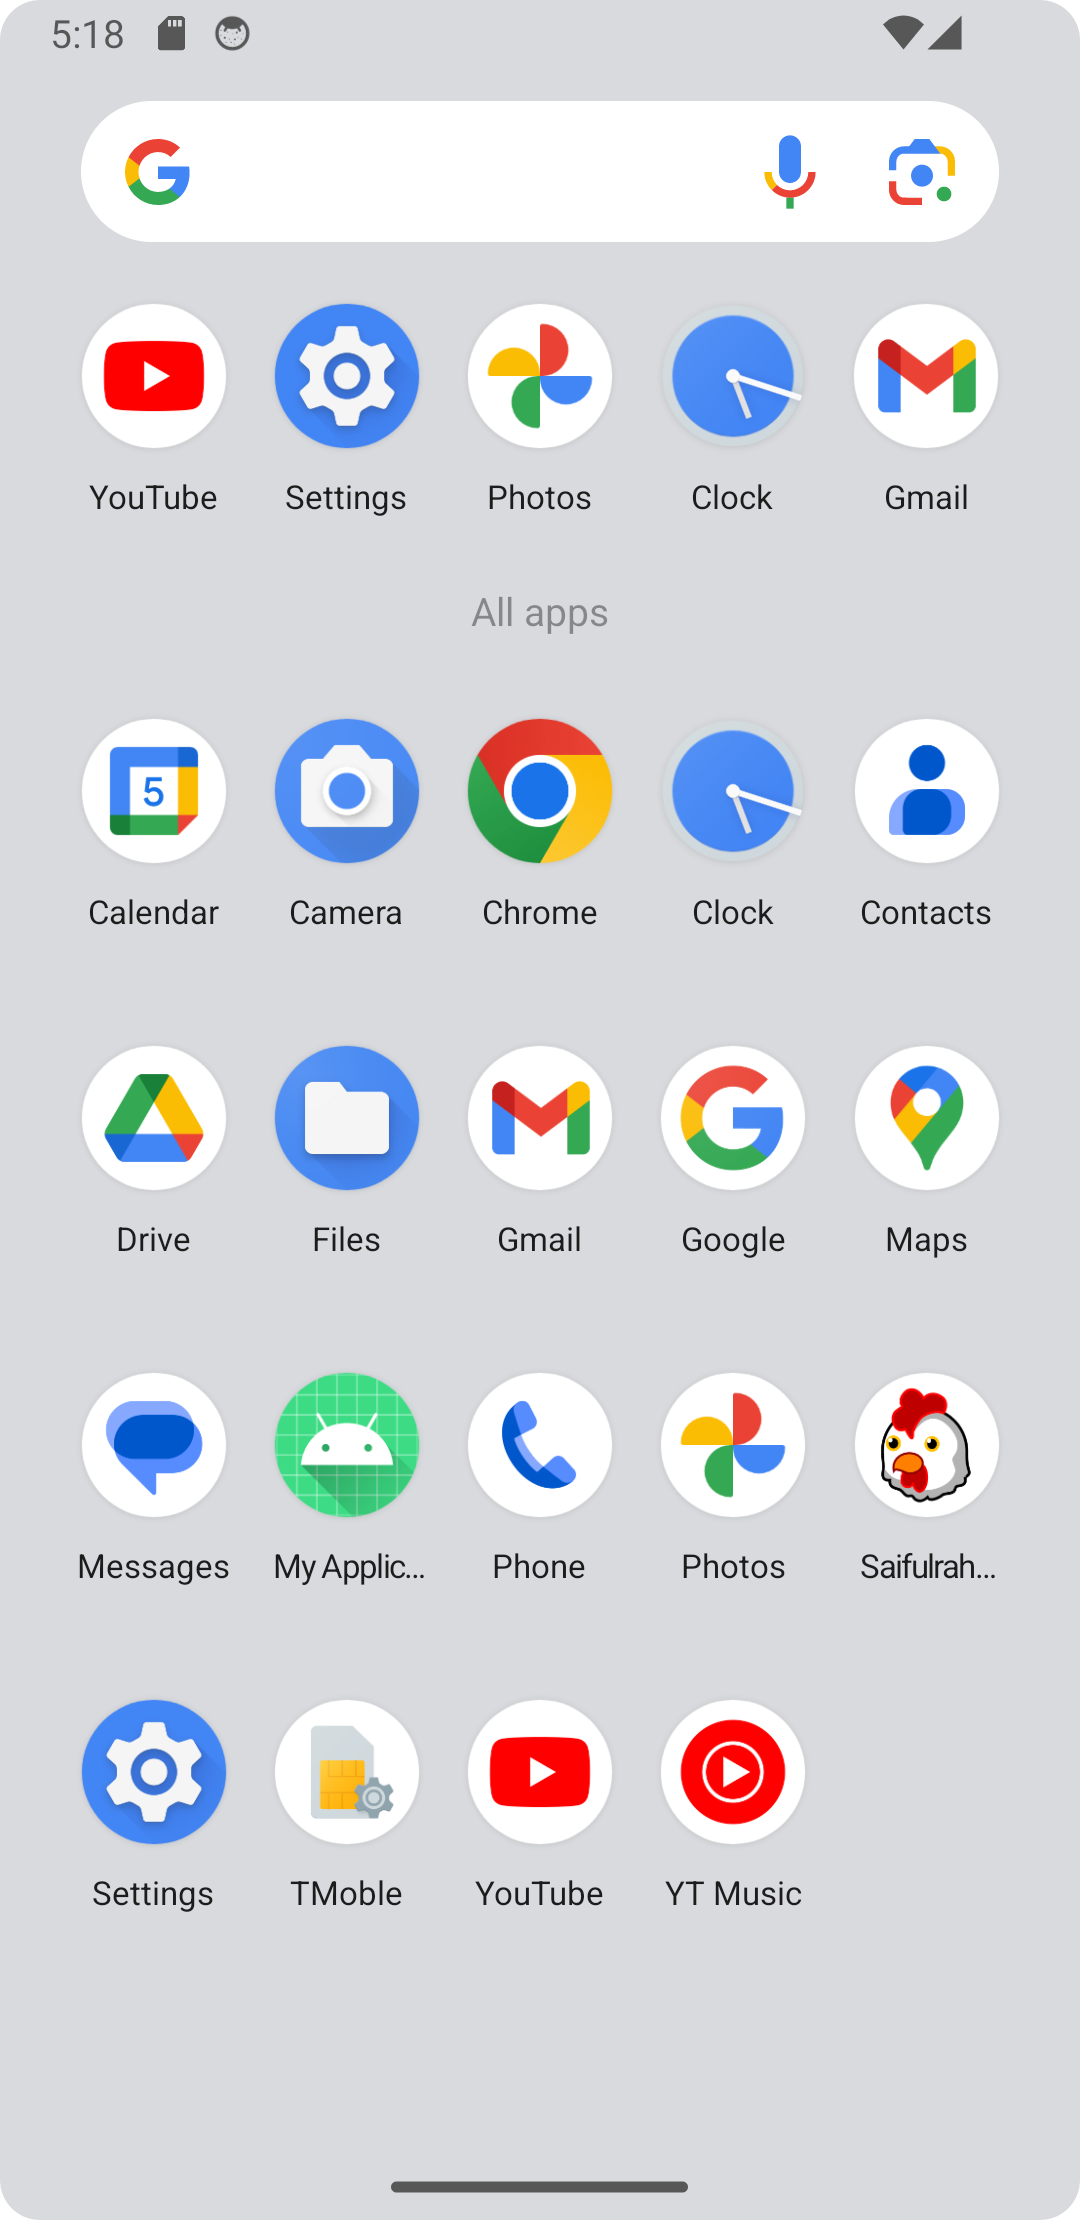 5:18
YouTube Settings Photos Clock Gmail
All apps
5
Calendar Camera Chrome Clock Contacts
Drive Files Gmail Google Maps
Messages My Applic... Phone Photos Saifulrah...
Settings TMoble YouTube YT Music